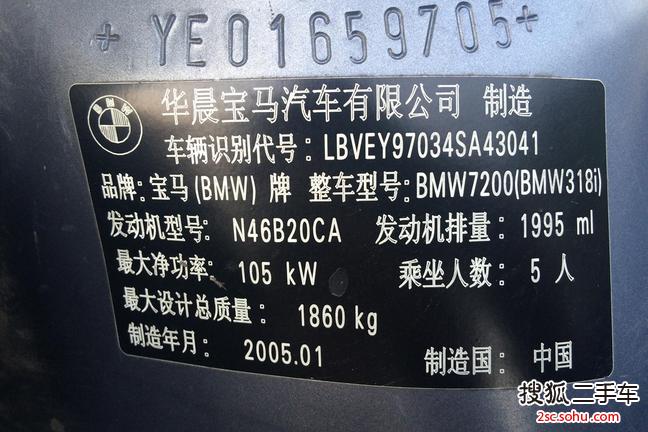 + YE01659705+
BMW 华晨宝马汽车有限公司 制造
车辆识别代号: LBVEY97034SA43041
品牌: 宝马(BMW) 牌 整车型号: BMW7200(BMW318i)
发动机型号: N46B20CA 发动机排量: 1995 ml
最大净功率: 105 kW 乘坐人数: 5 人
最大设计总质量: 1860 kg
制造年月: 2005.01 制造国: 中国
搜狐二手车
2sc.sohu.com